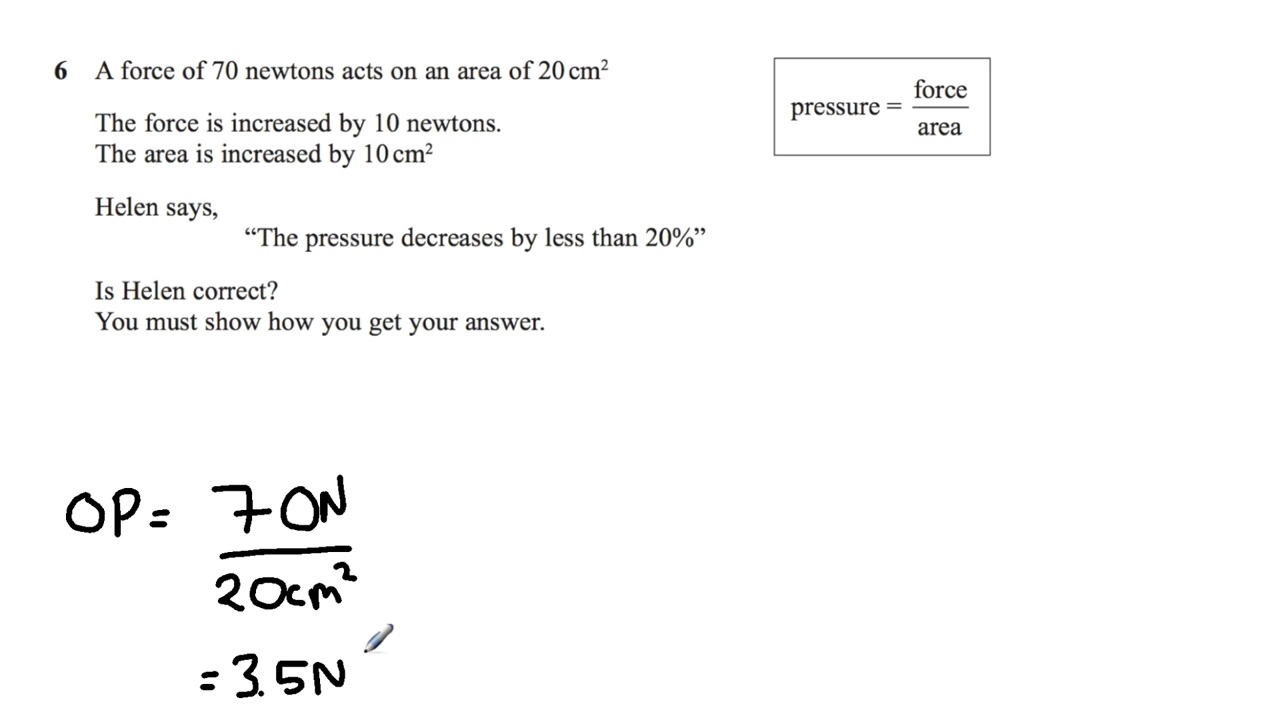 6 A force of 70 newtons acts on an area of 20 cm²
The force is increased by 10 newtons.
The area is increased by 10 cm²
Helen says,
“The pressure decreases by less than 20%”
Is Helen correct?
You must show how you get your answer.
pressure = force
area
OP = 70N
20cm²
= 3.5N